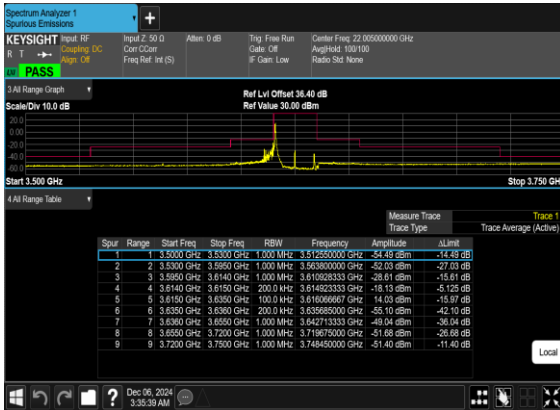 Spectrum Analyzer 1
Spurious Emissions
+
KEYSIGHT Input: RF Input Z: 50 Ω Atten: 0 dB Trig: Free Run Center Freq: 22.005000000 GHz
R T Coupling: DC Corr CCorr Gate: Off Avg|Hold: 100/100
Align: Off Freq Ref: Int (S) IF Gain: Low Radio Std: None
PASS
3 All Range Graph Ref Lvl Offset 36.40 dB
Scale/Div 10.0 dB Ref Value 30.00 dBm
20.0
0.00
-20.0
-40.0
-60.0
Start 3.500 GHz Stop 3.750 GH
4 All Range Table
Measure Trace Trace 1
Trace Type Trace Average (Active)
Spur Range Start Freq Stop Freq RBW Frequency Amplitude ΔLimit
1 1 3.5000 GHz 3.5300 GHz 1.000 MHz 3.512550000 GHz -54.49 dBm -14.49 dB
2 2 3.5300 GHz 3.5950 GHz 1.000 MHz 3.563800000 GHz -52.03 dBm -27.03 dB
3 3 3.5950 GHz 3.6140 GHz 1.000 MHz 3.610928333 GHz -28.61 dBm -15.61 dB
4 4 3.6140 GHz 3.6150 GHz 200.0 kHz 3.614923333 GHz -18.13 dBm -5.125 dB
5 5 3.6150 GHz 3.6350 GHz 100.0 kHz 3.616066667 GHz 14.03 dBm -15.97 dB
6 6 3.6350 GHz 3.6360 GHz 200.0 kHz 3.635685000 GHz -55.10 dBm -42.10 dB
7 7 3.6360 GHz 3.6550 GHz 1.000 MHz 3.642713333 GHz -49.04 dBm -36.04 dB
8 8 3.6550 GHz 3.7200 GHz 1.000 MHz 3.719675000 GHz -51.68 dBm -26.68 dB
9 9 3.7200 GHz 3.7500 GHz 1.000 MHz 3.748450000 GHz -51.40 dBm -11.40 dB
Local
? Dec 06, 2024
3:35:39 AM